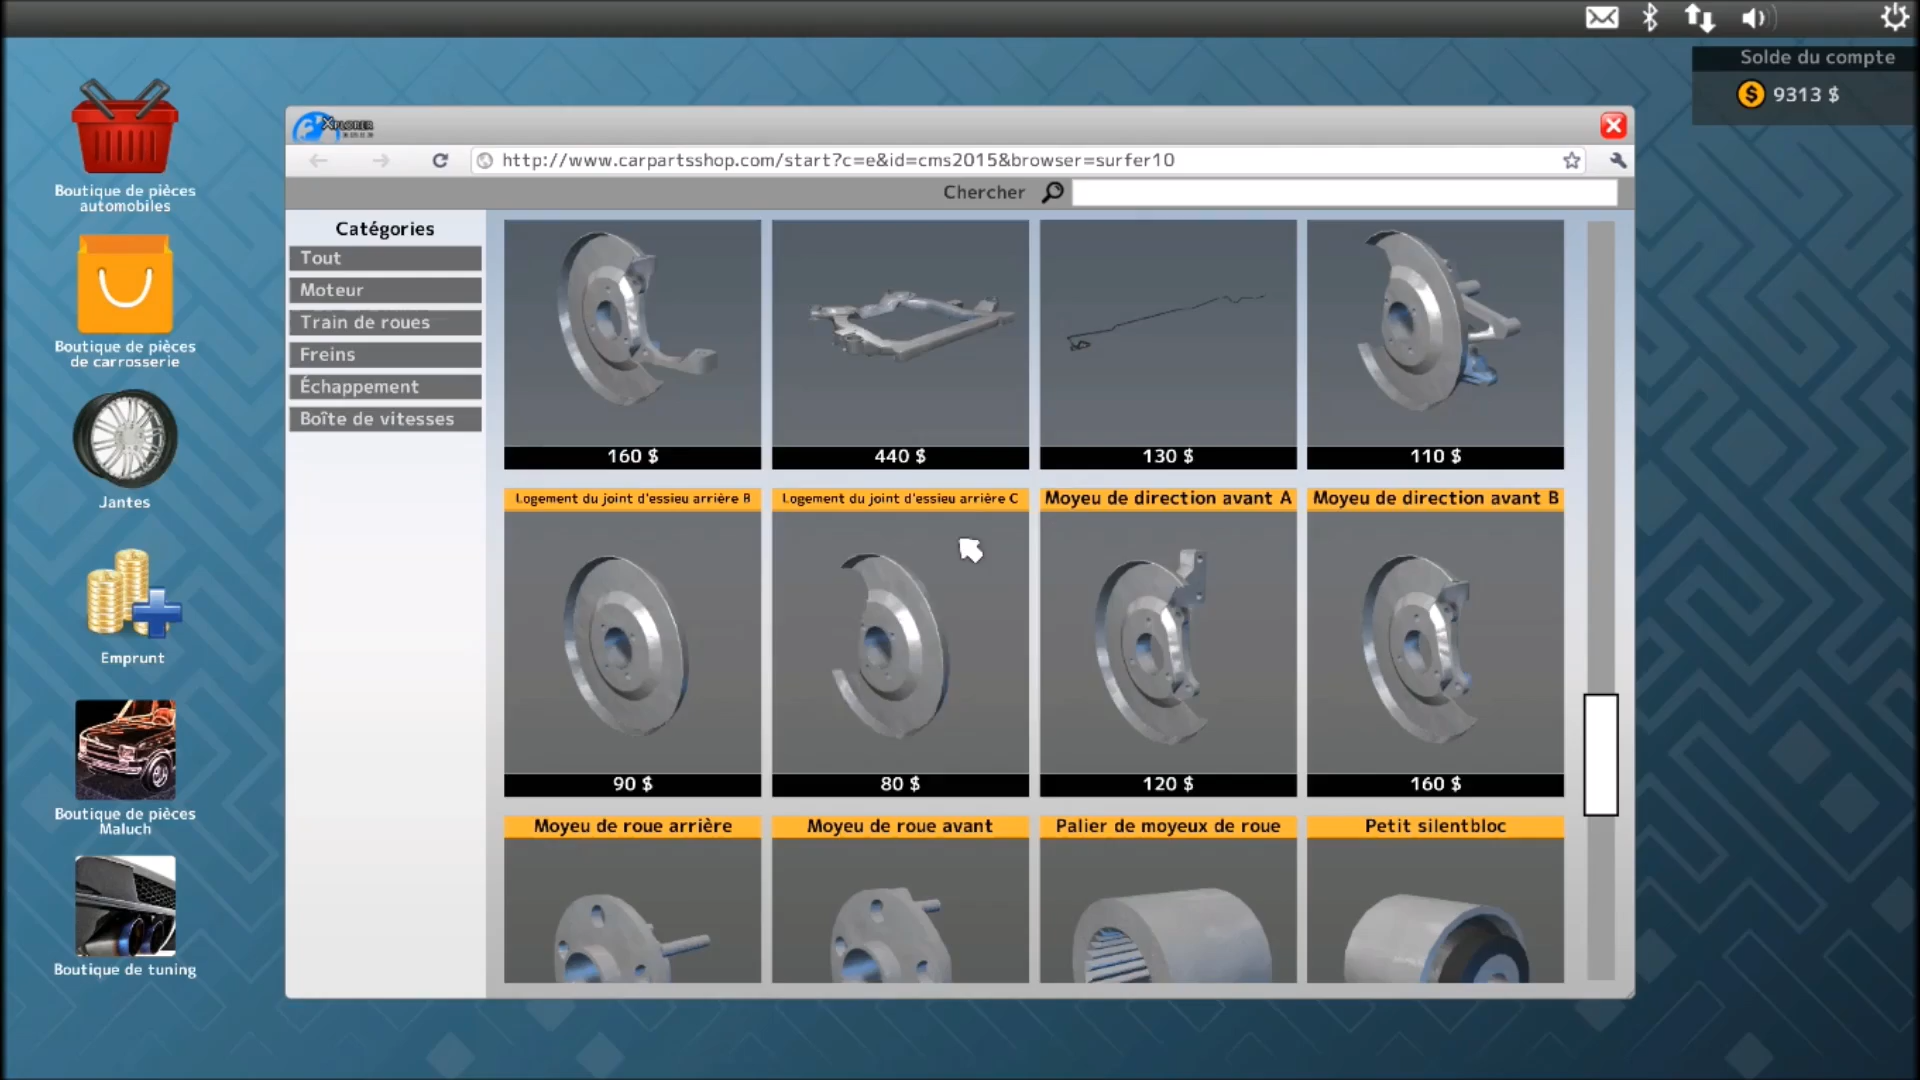 Solde du compte
9313 $
Boutique de pièces
automobiles
Boutique de pièces
de carrosserie
Jantes
Emprunt
Boutique de pièces
Maluch
Boutique de tuning
XPLORER
http://www.carpartsshop.com/start?c=e&id=cms2015&browser=surfer10
Chercher
Catégories
Tout
Moteur
Train de roues
Freins
Échappement
Boîte de vitesses
160 $
440 $
130 $
110 $
Logement du joint d'essieu arrière B
Logement du joint d'essieu arrière C
Moyeu de direction avant A
Moyeu de direction avant B
90 $
80 $
120 $
160 $
Moyeu de roue arrière
Moyeu de roue avant
Palier de moyeux de roue
Petit silentbloc